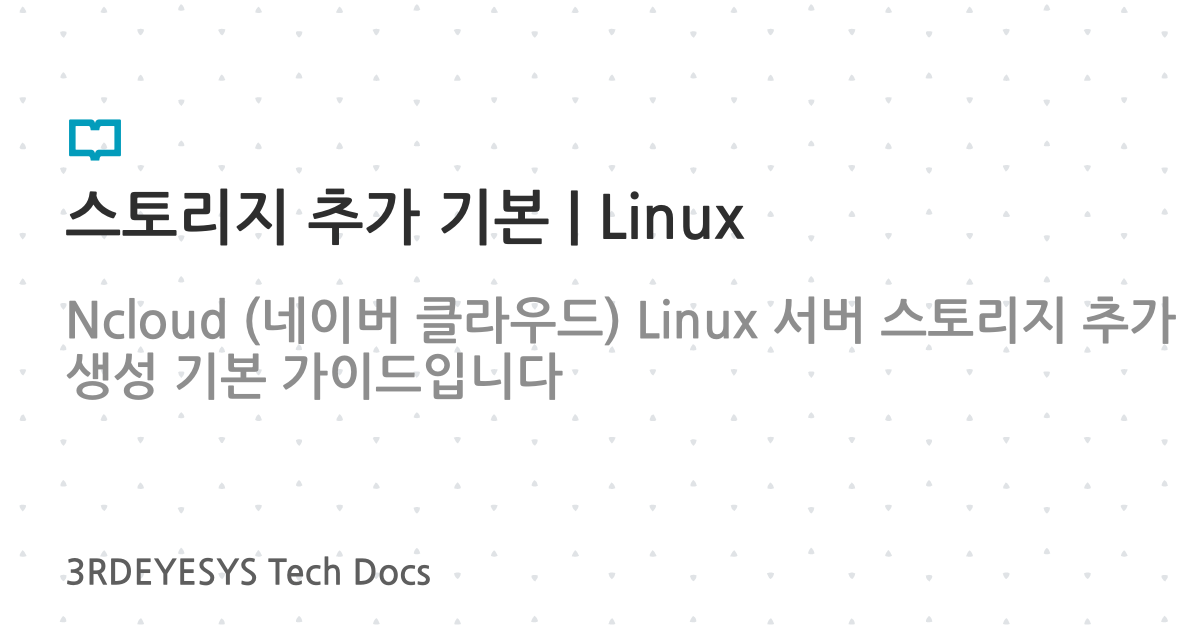 스토리지 추가 기본 | Linux
Ncloud (네이버 클라우드) Linux 서버 스토리지 추가
생성 기본 가이드입니다
3RDEYESYS Tech Docs